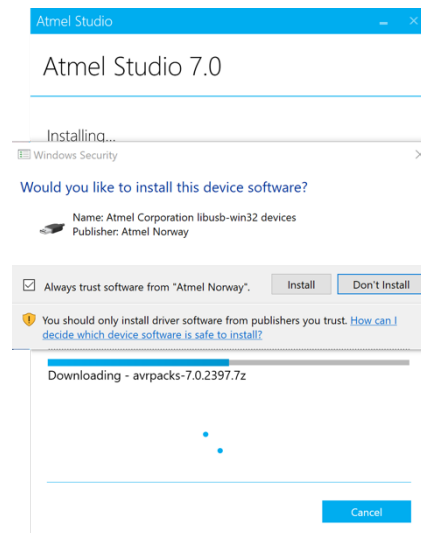 Atmel Studio
Atmel Studio 7.0
Installing...
Windows Security
Would you like to install this device software?
Name: Atmel Corporation libusb-win32 devices
Publisher: Atmel Norway
Always trust software from "Atmel Norway".
Install
Don't Install
You should only install driver software from publishers you trust. How can I
decide which device software is safe to install?
Downloading - avrpacks-7.0.2397.7z
Cancel